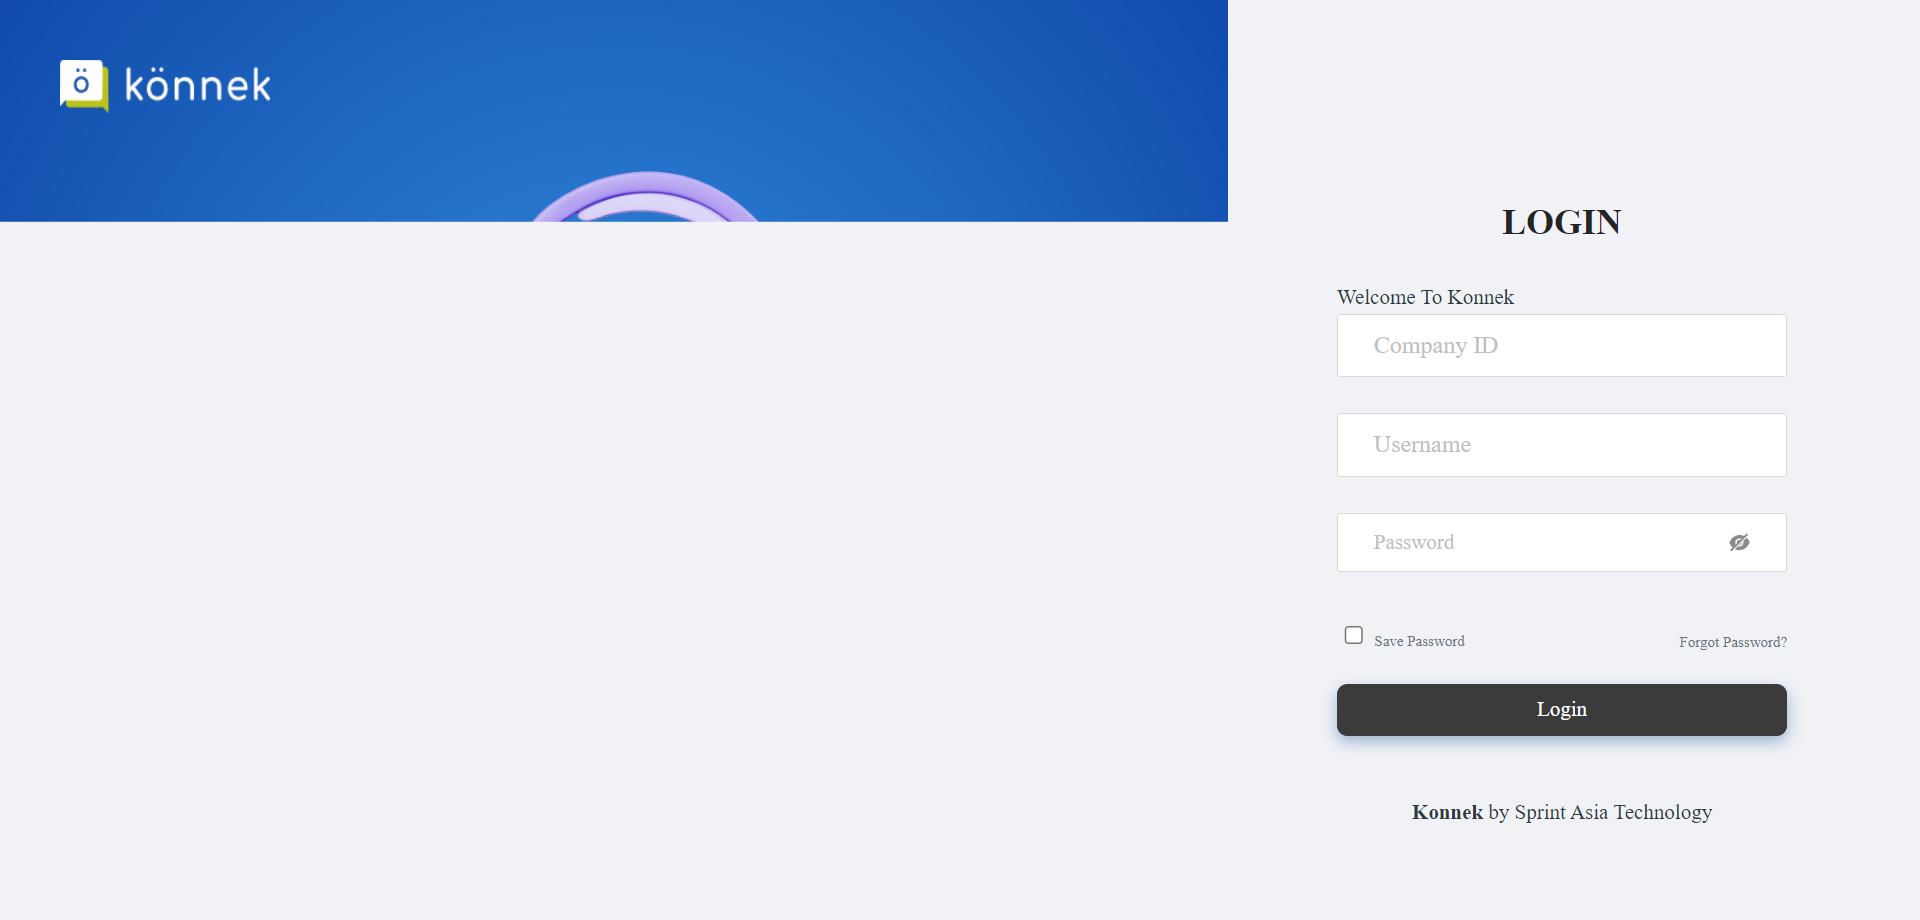 ö könnek
LOGIN
Welcome To Konnek
Company ID
Username
Password
Save Password
Forgot Password?
Login
Konnek by Sprint Asia Technology